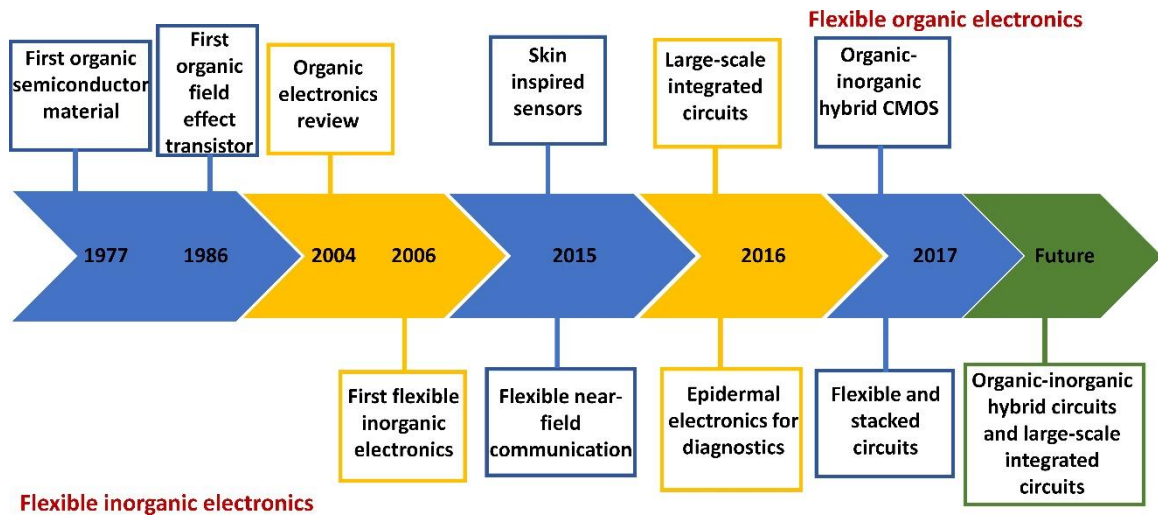 Flexible organic electronics
First organic
semiconductor
material
First
organic
field
effect
transistor
Organic
electronics
review
Skin
inspired
sensors
Large-scale
integrated
circuits
Organic-
inorganic
hybrid CMOS
1977
1986
2004
2006
2015
2016
2017
Future
First flexible
inorganic
electronics
Flexible near-
field
communication
Epidermal
electronics for
diagnostics
Flexible and
stacked
circuits
Organic-inorganic
hybrid circuits
and large-scale
integrated
circuits
Flexible inorganic electronics